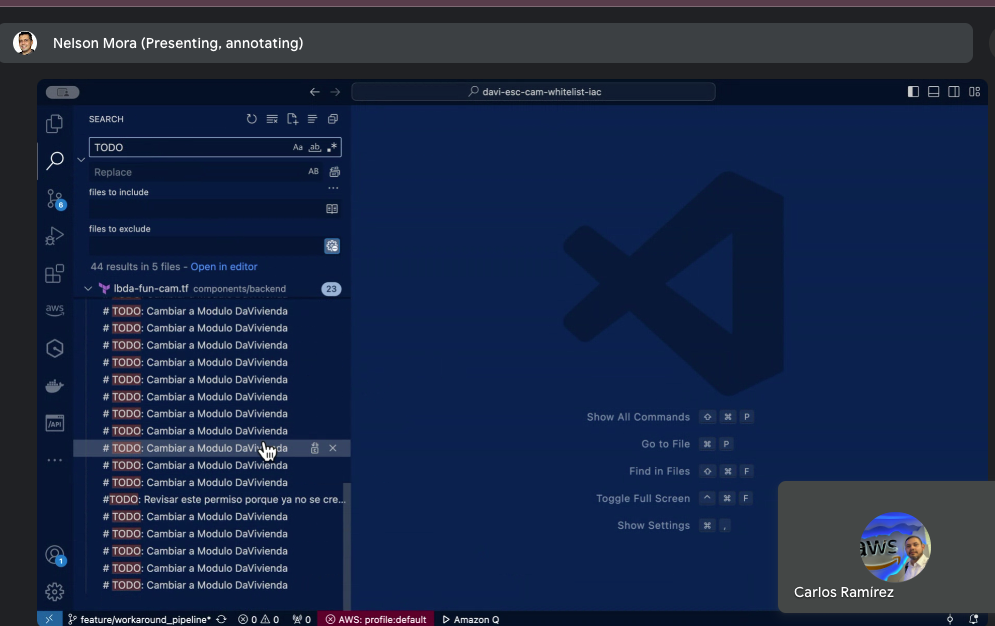 Nelson Mora (Presenting, annotating)
davi-esc-cam-whitelist-iac
SEARCH
TODO
Aa ab .*
Replace
AB
files to include
files to exclude
44 results in 5 files - Open in editor
lbda-fun-cam.tf components/backend 23
# TODO: Cambiar a Modulo DaVivienda
# TODO: Cambiar a Modulo DaVivienda
# TODO: Cambiar a Modulo DaVivienda
# TODO: Cambiar a Modulo DaVivienda
# TODO: Cambiar a Modulo DaVivienda
# TODO: Cambiar a Modulo DaVivienda
# TODO: Cambiar a Modulo DaVivienda
# TODO: Cambiar a Modulo DaVivienda
# TODO: Cambiar a Modulo DaVivienda
# TODO: Cambiar a Modulo DaVivienda
# TODO: Cambiar a Modulo DaVivienda
#TODO: Revisar este permiso porque ya no se cre...
# TODO: Cambiar a Modulo DaVivienda
# TODO: Cambiar a Modulo DaVivienda
# TODO: Cambiar a Modulo DaVivienda
# TODO: Cambiar a Modulo DaVivienda
# TODO: Cambiar a Modulo DaVivienda
6
aws
/API
1
Show All Commands ⇧ ⌘ P
Go to File ⌘ P
Find in Files ⇧ ⌘ F
Toggle Full Screen ^ ⌘ F
Show Settings ⌘ ,
aws
Carlos Ramírez
feature/workaround_pipeline* 0 0 0 AWS: profile:default Amazon Q